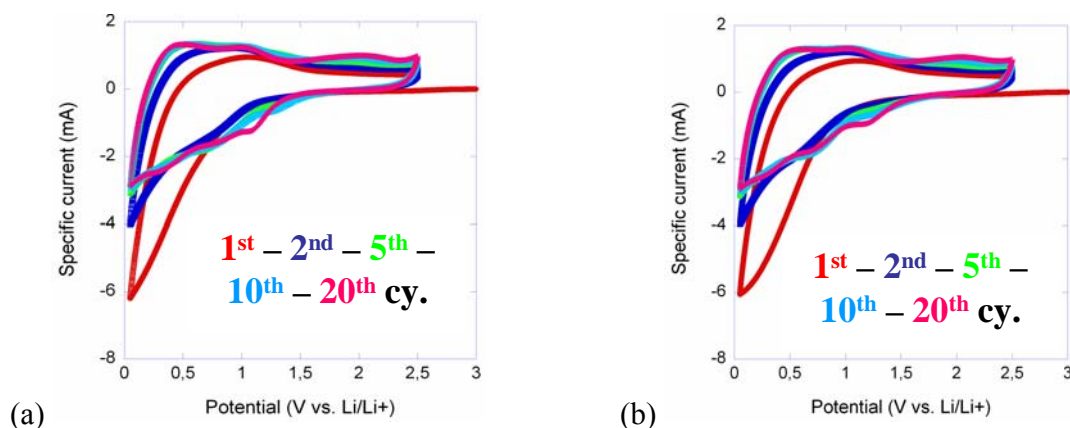 2
0
-2
-4
-6
-8
Specific current (mA)
0
0,5
1
1,5
2
2,5
3
Potential (V vs. Li/Li+)
1st – 2nd – 5th –
10th – 20th cy.
(a)
2
0
-2
-4
-6
-8
Specific current (mA)
0
0,5
1
1,5
2
2,5
3
Potential (V vs. Li/Li+)
1st – 2nd – 5th –
10th – 20th cy.
(b)